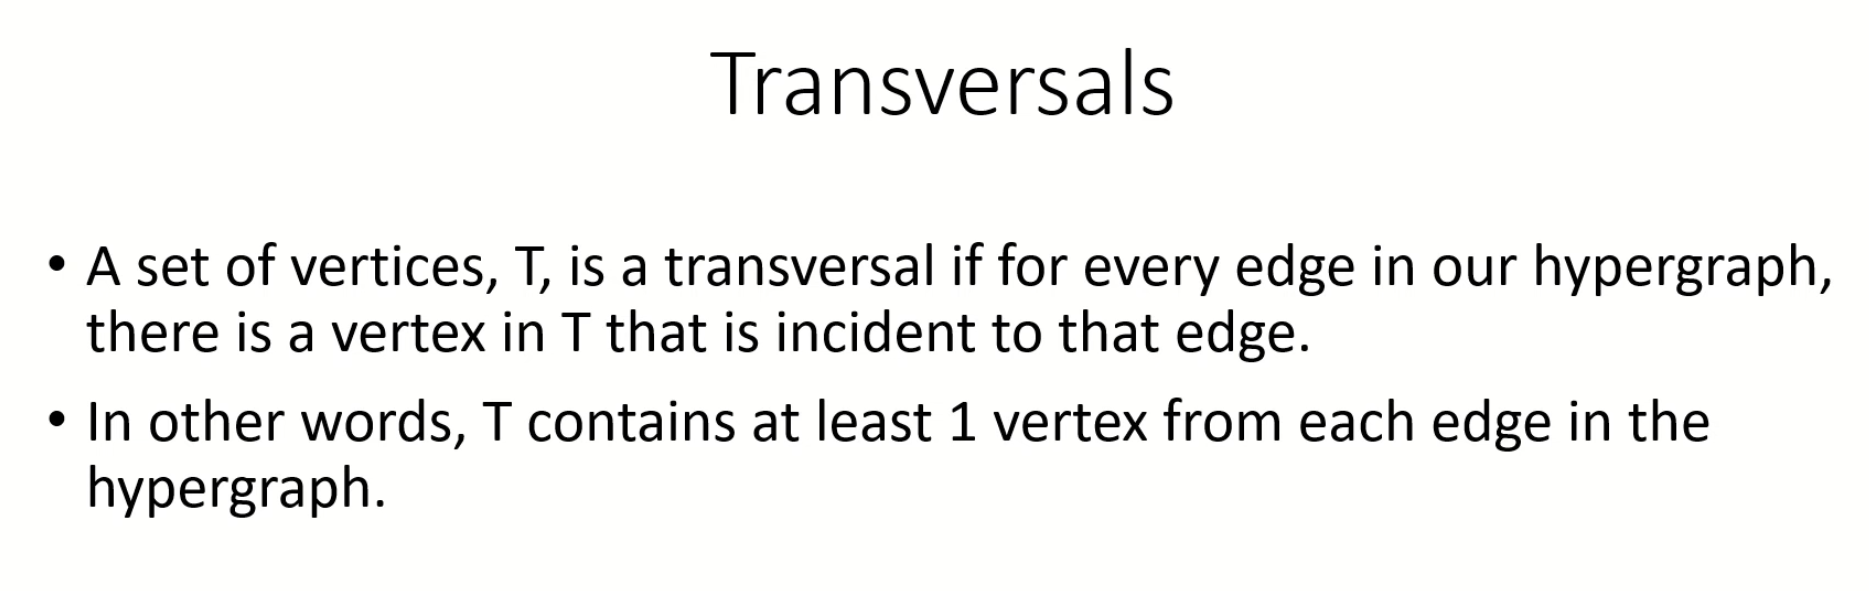 Transversals
• A set of vertices, T, is a transversal if for every edge in our hypergraph,
there is a vertex in T that is incident to that edge.
• In other words, T contains at least 1 vertex from each edge in the
hypergraph.